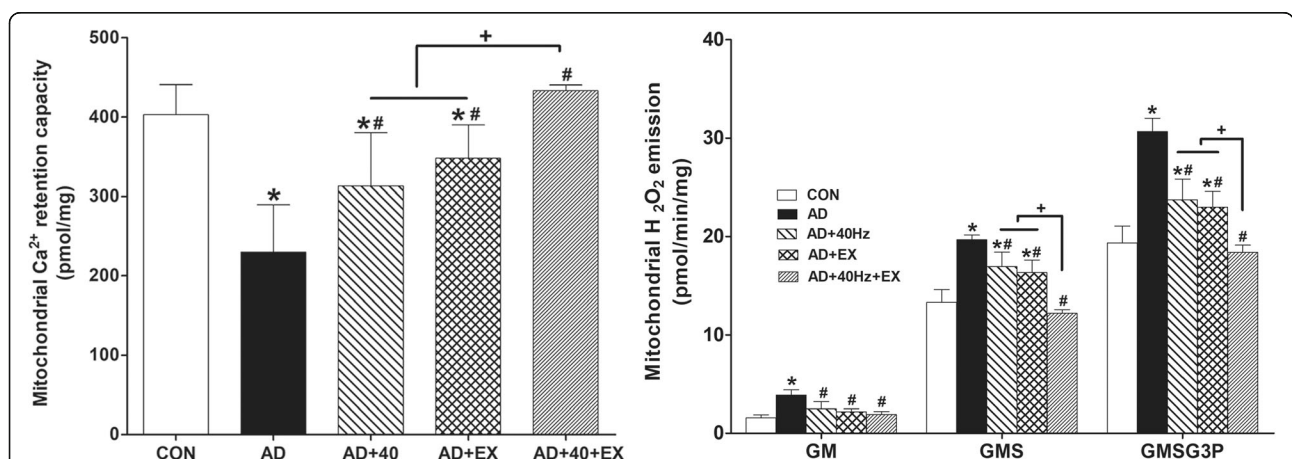 Mitochondrial Ca²⁺ retention capacity
(pmol/mg)
500
400
300
200
100
0
+
#
*#
*#
*
CON
AD
AD+40
AD+EX
AD+40+EX
Mitochondrial H₂O₂ emission
(pmol/min/mg)
40
30
20
10
0
CON
AD
AD+40Hz
AD+EX
AD+40Hz+EX
*
#
#
#
*
*#
*#
+
#
*
*#
*#
+
#
GM
GMS
GMSG3P